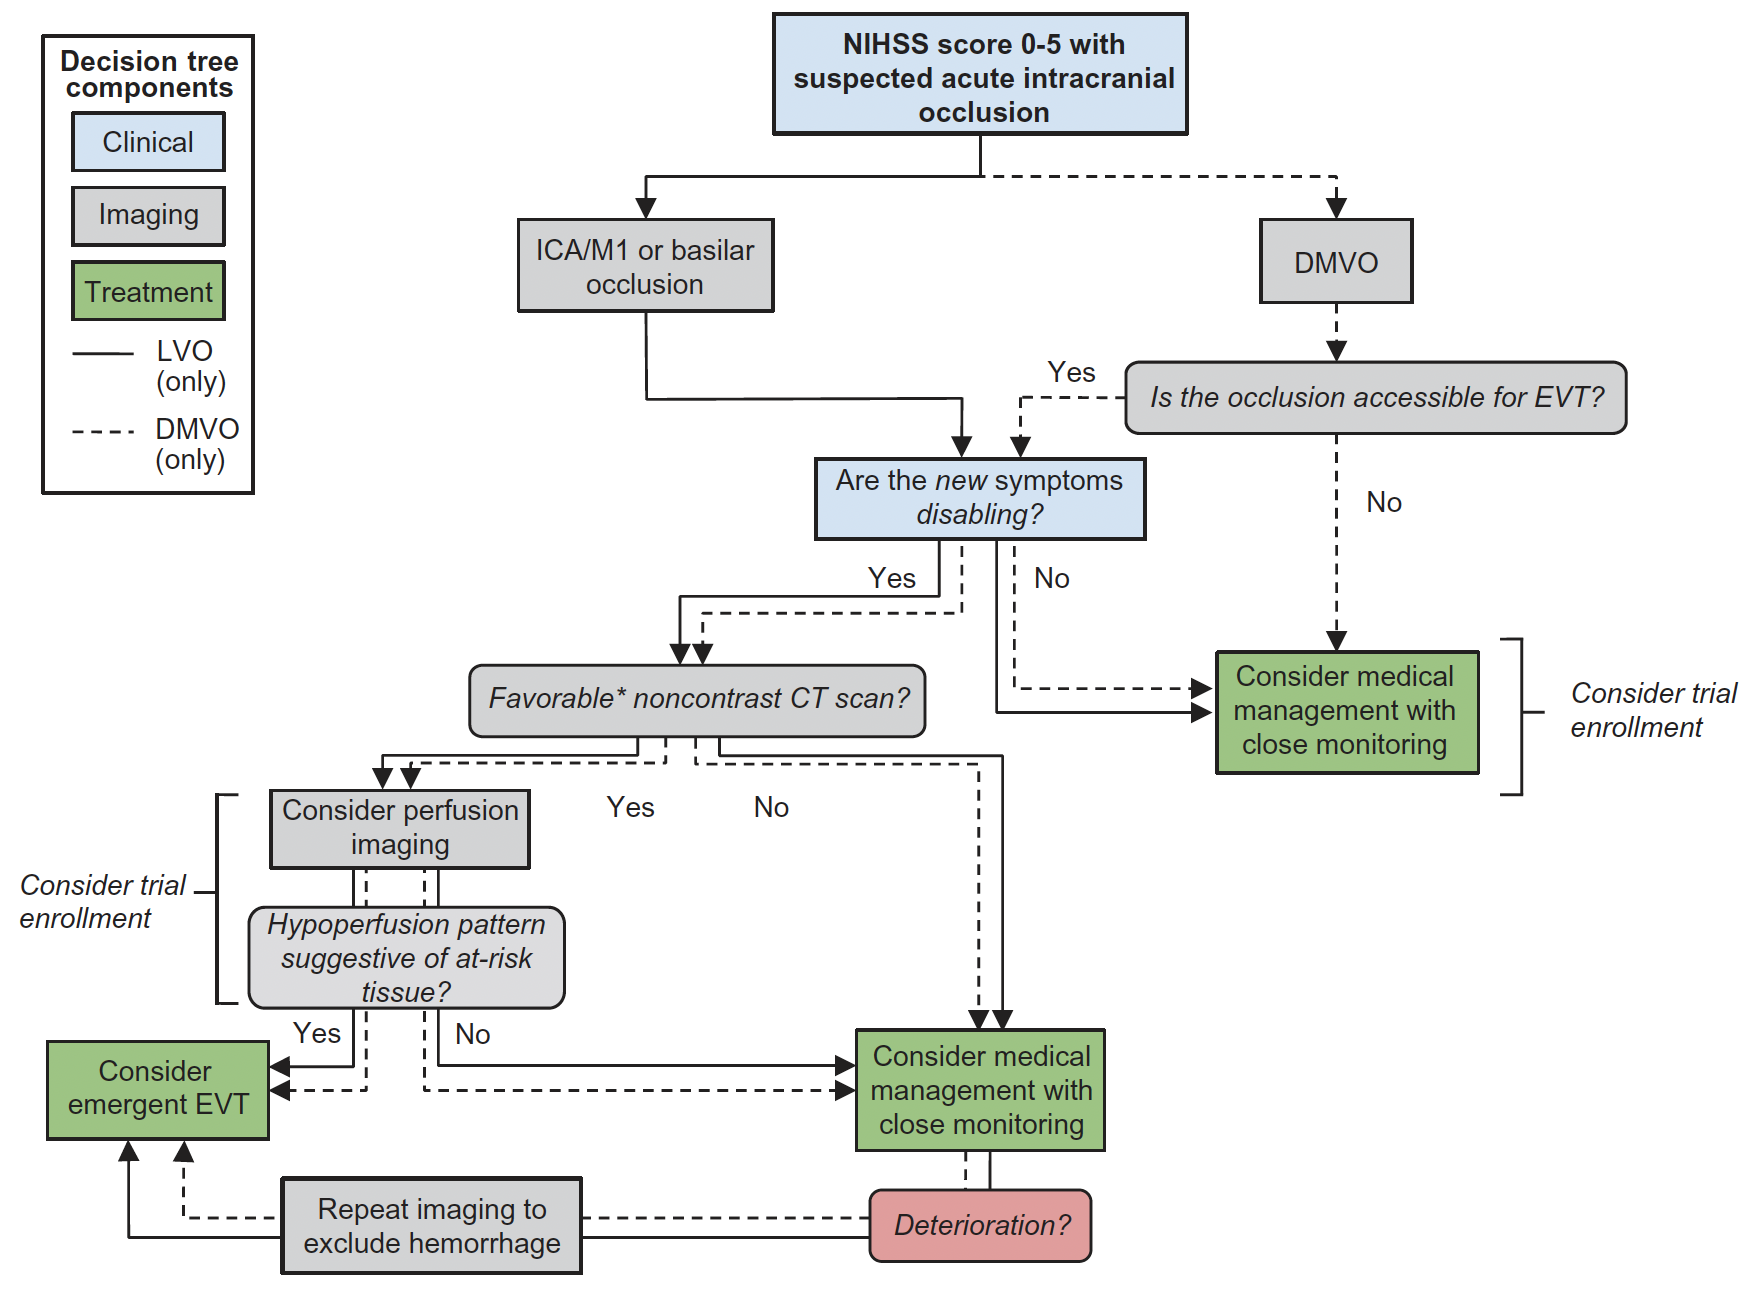 Decision tree
components
Clinical
Imaging
Treatment
LVO
(only)
DMVO
(only)
NIHSS score 0-5 with
suspected acute intracranial
occlusion
ICA/M1 or basilar
occlusion
DMVO
Is the occlusion accessible for EVT?
Yes
No
Are the new symptoms
disabling?
Yes
No
Favorable* noncontrast CT scan?
Consider medical
management with
close monitoring
Consider trial
enrollment
Yes
No
Consider perfusion
imaging
Consider trial
enrollment
Hypoperfusion pattern
suggestive of at-risk
tissue?
Yes
No
Consider
emergent EVT
Consider medical
management with
close monitoring
Repeat imaging to
exclude hemorrhage
Deterioration?